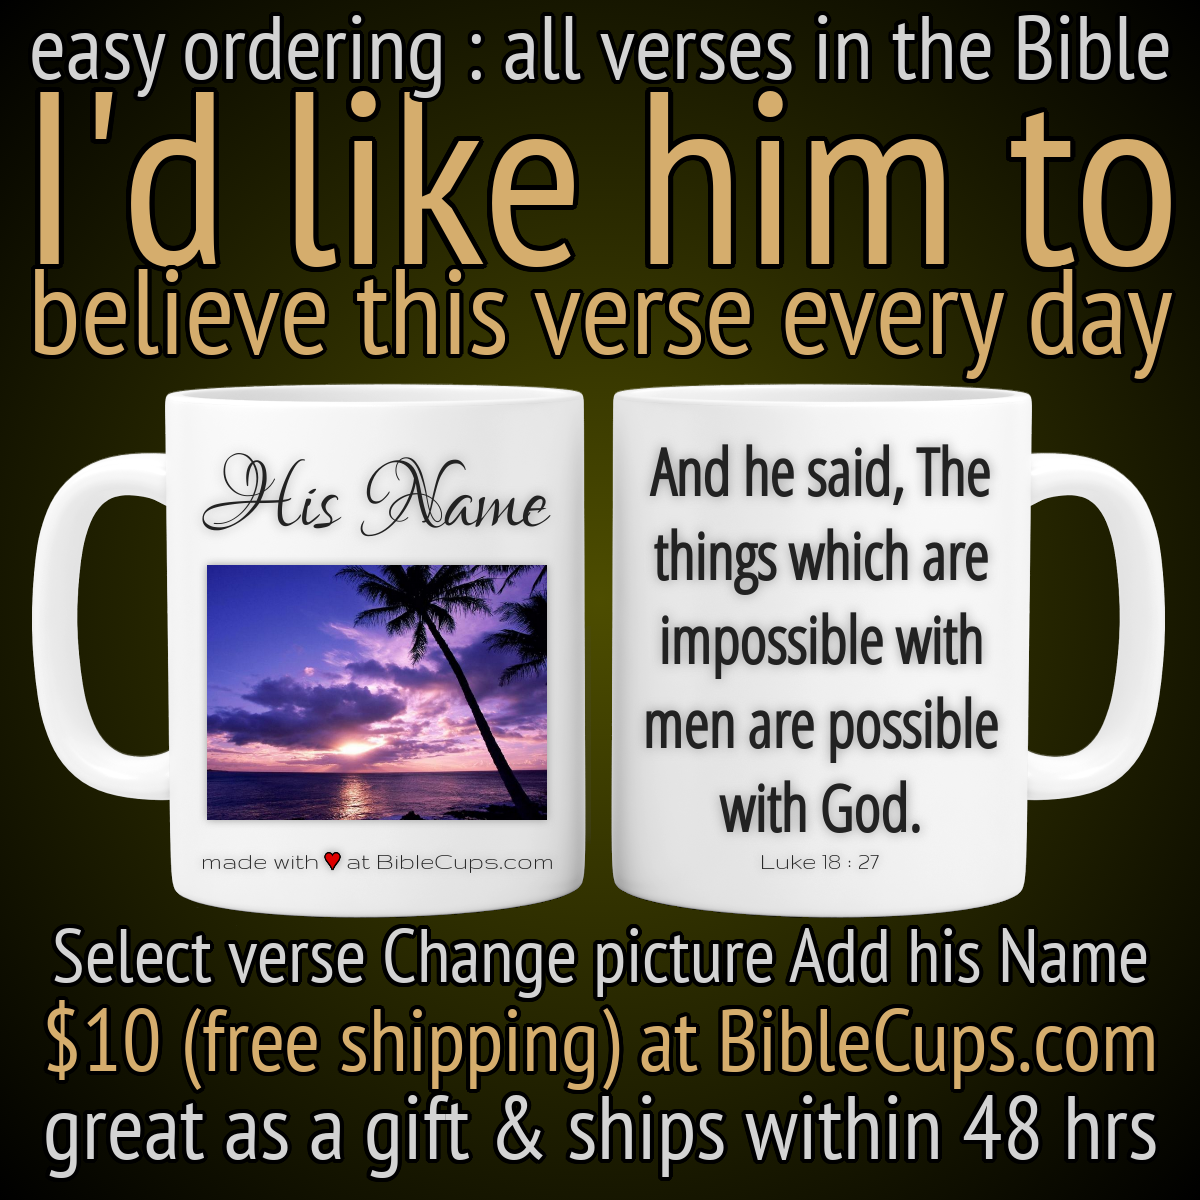 easy ordering : all verses in the Bible
I'd like him to
believe this verse every day
His Name
made with ❤ at BibleCups.com
And he said, The
things which are
impossible with
men are possible
with God.
Luke 18 : 27
Select verse Change picture Add his Name
$10 (free shipping) at BibleCups.com
great as a gift & ships within 48 hrs